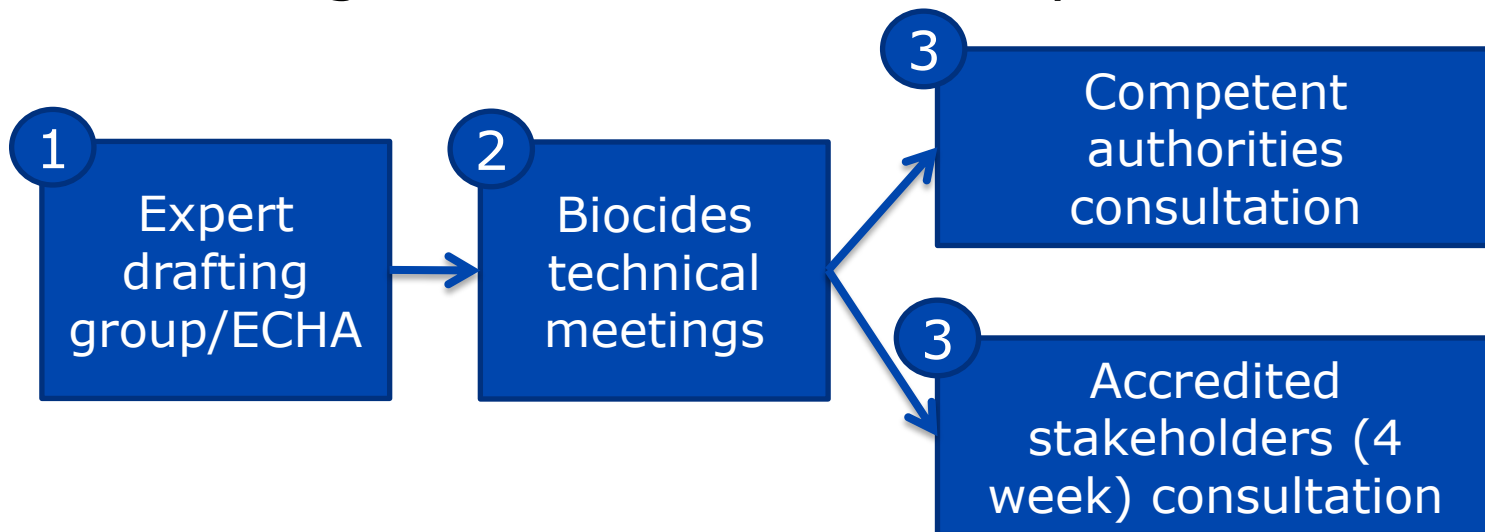 1
Expert
drafting
group/ECHA
2
Biocides
technical
meetings
3
Competent
authorities
consultation
3
Accredited
stakeholders (4
week) consultation